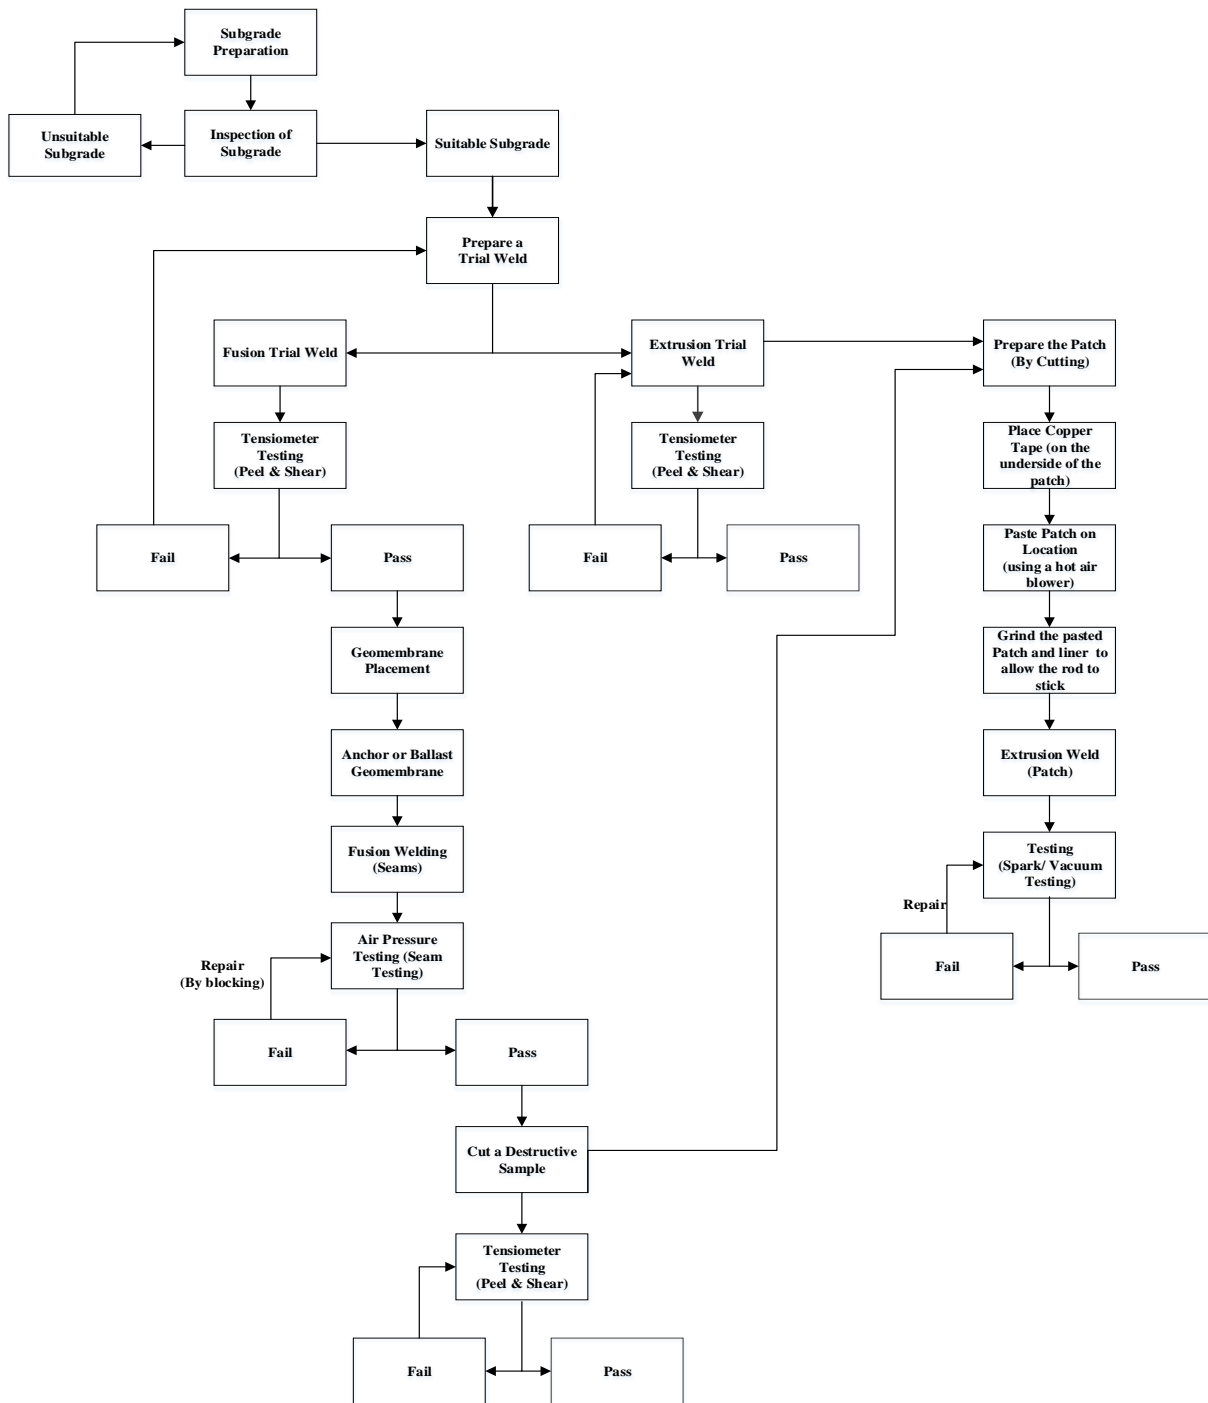 Subgrade
Preparation
Unsuitable
Subgrade
Inspection of
Subgrade
Suitable Subgrade
Prepare a
Trial Weld
Fusion Trial Weld
Extrusion Trial
Weld
Prepare the Patch
(By Cutting)
Tensiometer
Testing
(Peel & Shear)
Tensiometer
Testing
(Peel & Shear)
Place Copper
Tape (on the
underside of the
patch)
Fail
Pass
Fail
Pass
Paste Patch on
Location
(using a hot air
blower)
Geomembrane
Placement
Grind the pasted
Patch and liner to
allow the rod to
stick
Anchor or Ballast
Geomembrane
Extrusion Weld
(Patch)
Fusion Welding
(Seams)
Testing
(Spark/ Vacuum
Testing)
Repair
Air Pressure
Testing (Seam
Testing)
Repair
(By blocking)
Fail
Pass
Fail
Pass
Cut a Destructive
Sample
Tensiometer
Testing
(Peel & Shear)
Fail
Pass